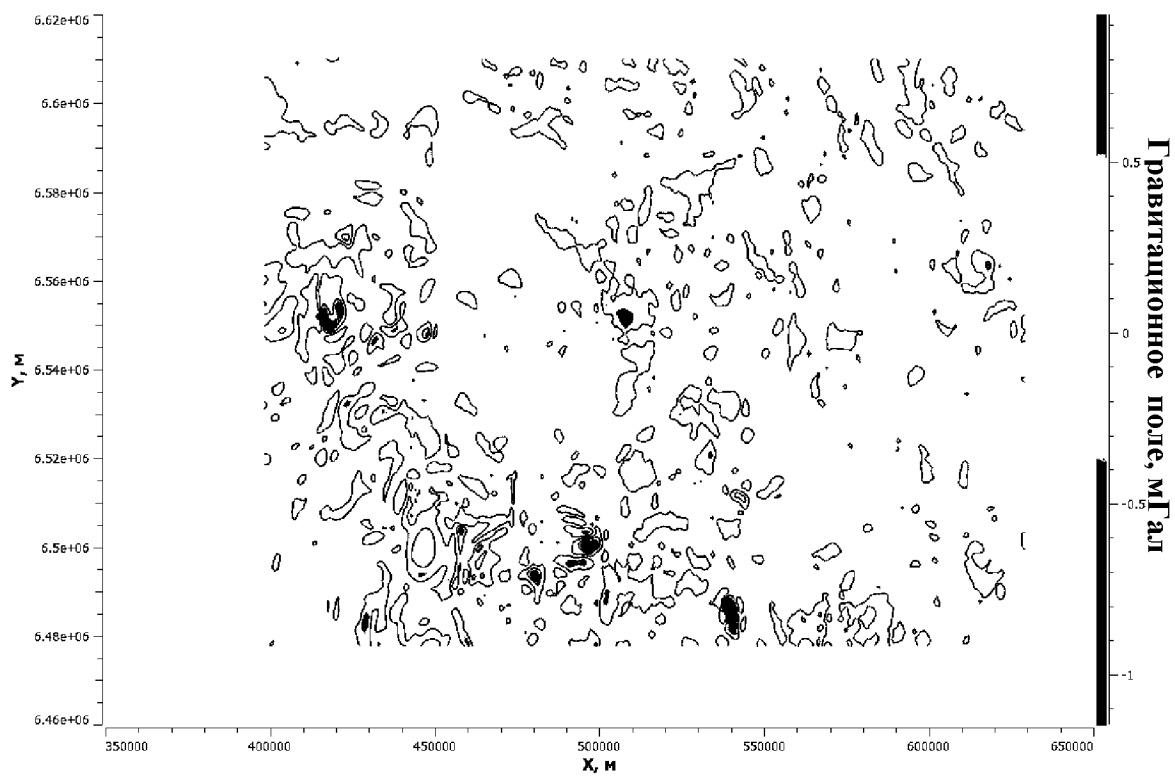 6.62e+06
6.6e+06
6.58e+06
6.56e+06
6.54e+06
6.52e+06
6.5e+06
6.48e+06
6.46e+06
Y, м
350000 400000 450000 500000 550000 600000 650000
X, м
0.5
0
-0.5
-1
Гравитационное поле, мГал